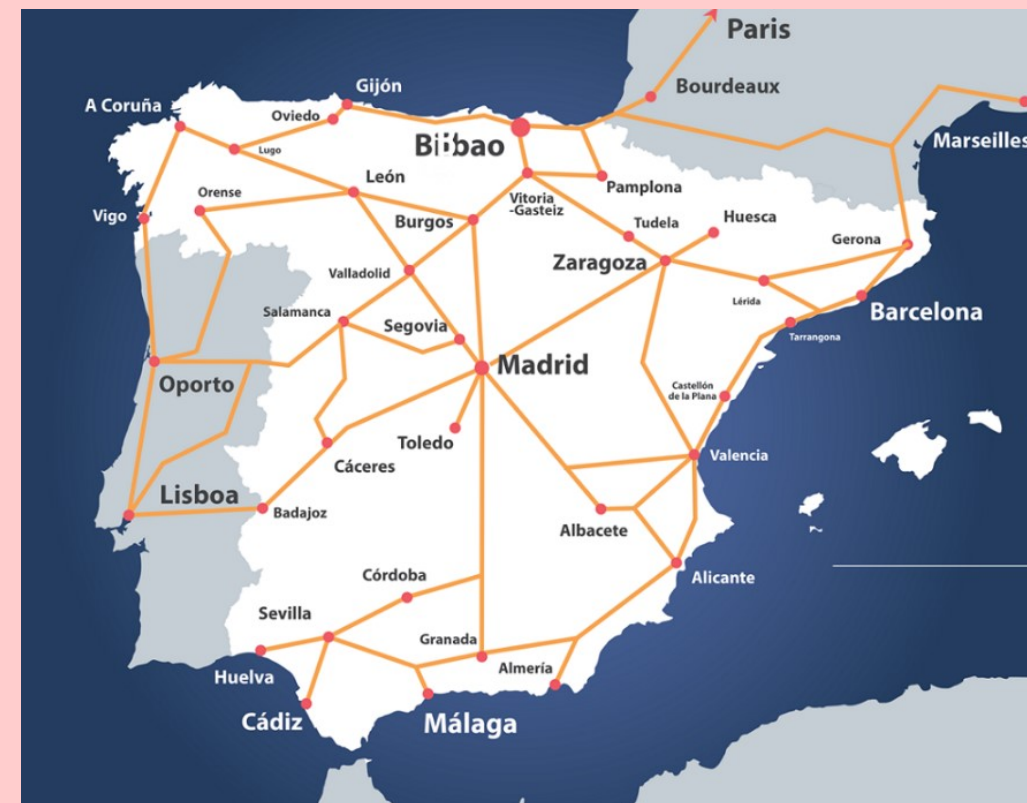 Paris
Bourdeaux
Marseilles
Gijón
A Coruña
Oviedo
Lugo
Bilbao
León
Orense
Vigo
Burgos
Vitoria
-Gasteiz
Pamplona
Tudela
Huesca
Zaragoza
Gerona
Valladolid
Salamanca
Segovia
Lérida
Barcelona
Tarrangona
Madrid
Oporto
Castellón
de la Plana
Toledo
Cáceres
Valencia
Lisboa
Badajoz
Albacete
Alicante
Córdoba
Sevilla
Granada
Almería
Huelva
Cádiz
Málaga